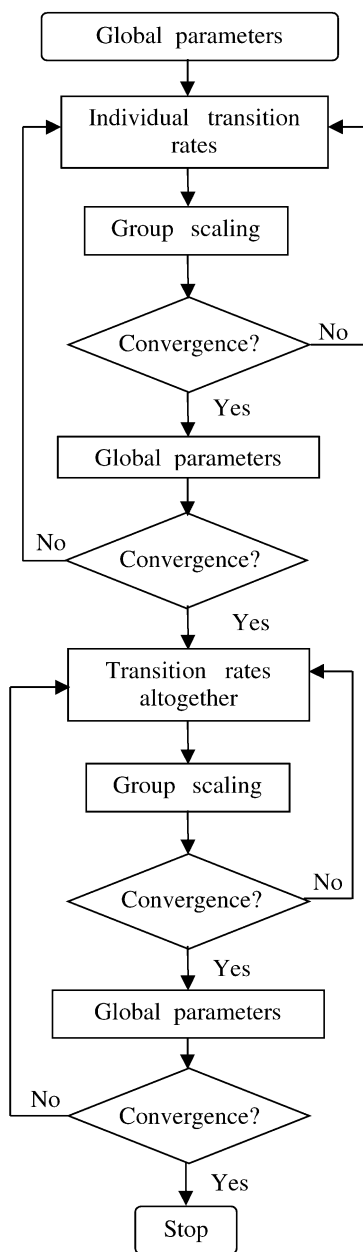 Global parameters
Individual transition
rates
Group scaling
Convergence?
No
Yes
Global parameters
No
Convergence?
Yes
Transition rates
altogether
Group scaling
Convergence?
No
Yes
Global parameters
No
Convergence?
Yes
Stop